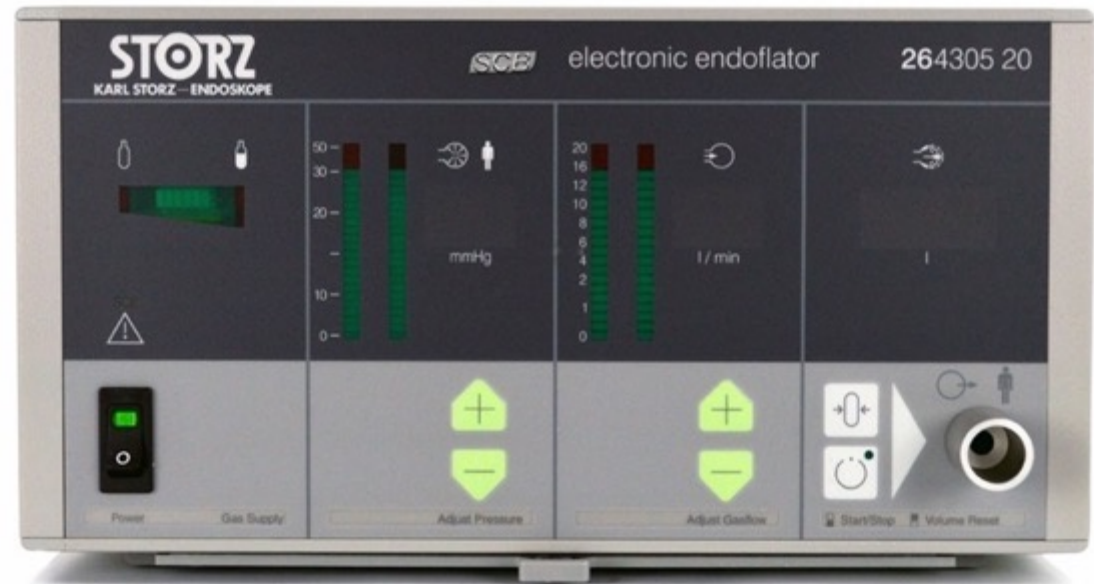 STORZ
KARL STORZ—ENDOSKOPE
SCB electronic endoflator 264305 20
50
30
20
10
0
mmHg
20
16
12
10
8
6
4
2
1
0
l / min
l
Power Gas Supply
Adjust Pressure
Adjust Gasflow
Start/Stop Volume Reset